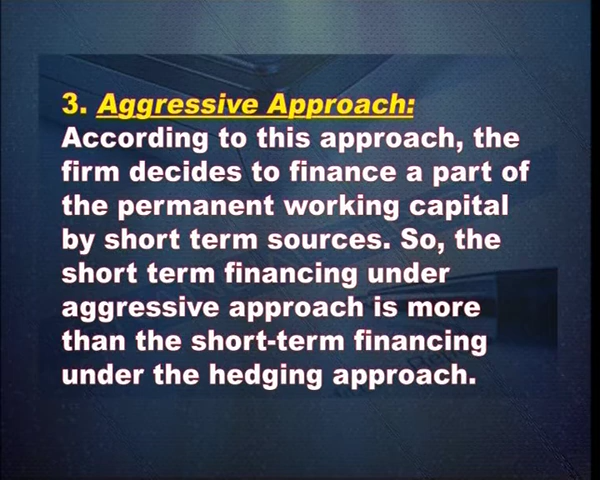 3. Aggressive Approach:
According to this approach, the
firm decides to finance a part of
the permanent working capital
by short term sources. So, the
short term financing under
aggressive approach is more
than the short-term financing
under the hedging approach.